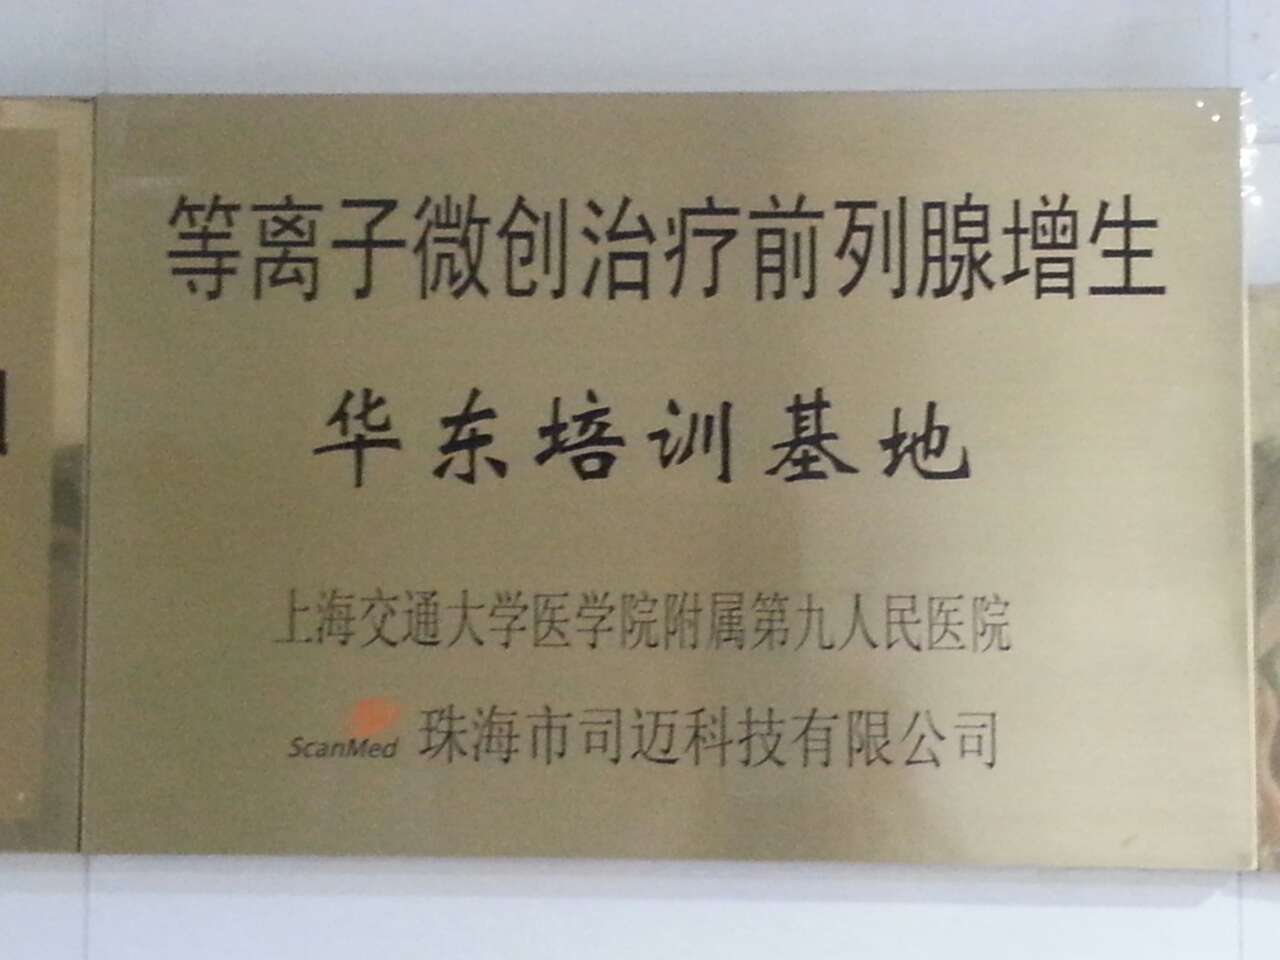 等离子微创治疗前列腺增生
华东培训基地
上海交通大学医学院附属第九人民医院
ScanMed 珠海市司迈科技有限公司